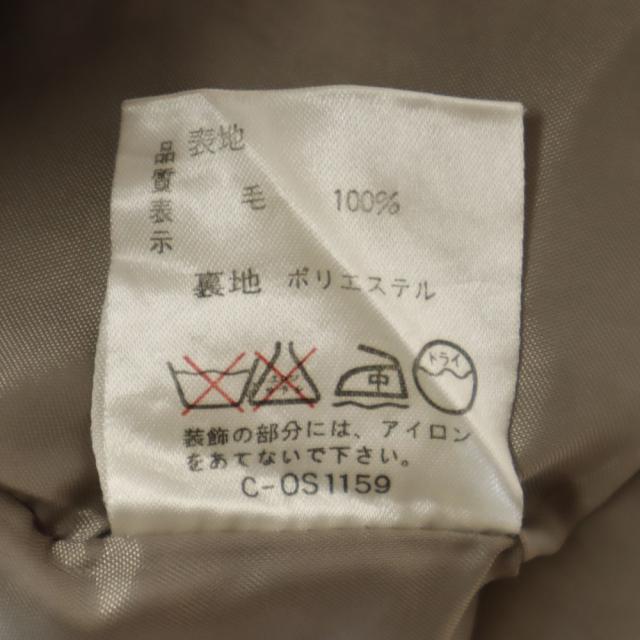 品質表示
表地
毛 100%
裏地 ポリエステル
中 ドライ
装飾の部分には、アイロン
をあてないで下さい。
C-OS1159